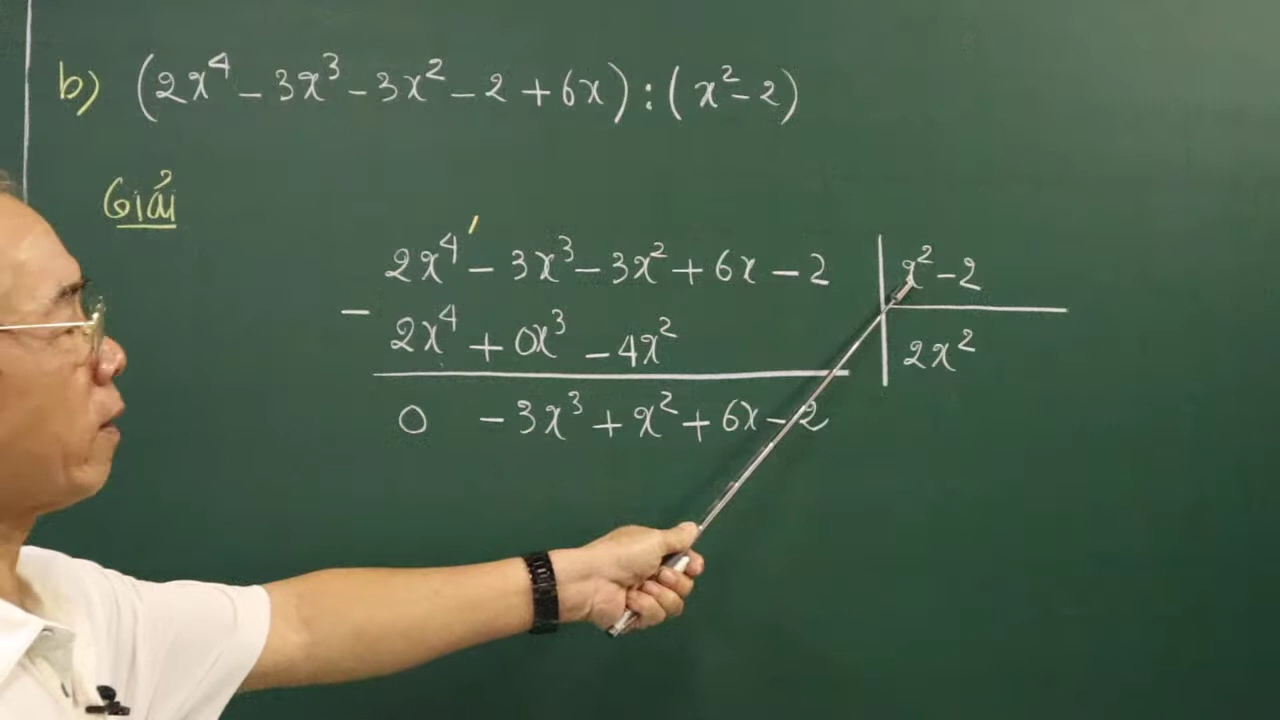 b) (2x⁴ - 3x³ - 3x² - 2 + 6x) : (x² - 2)
Giải
2x⁴ - 3x³ - 3x² + 6x - 2 | x² - 2
- 2x⁴ + 0x³ - 4x² | 2x²
0 - 3x³ + x² + 6x - 2